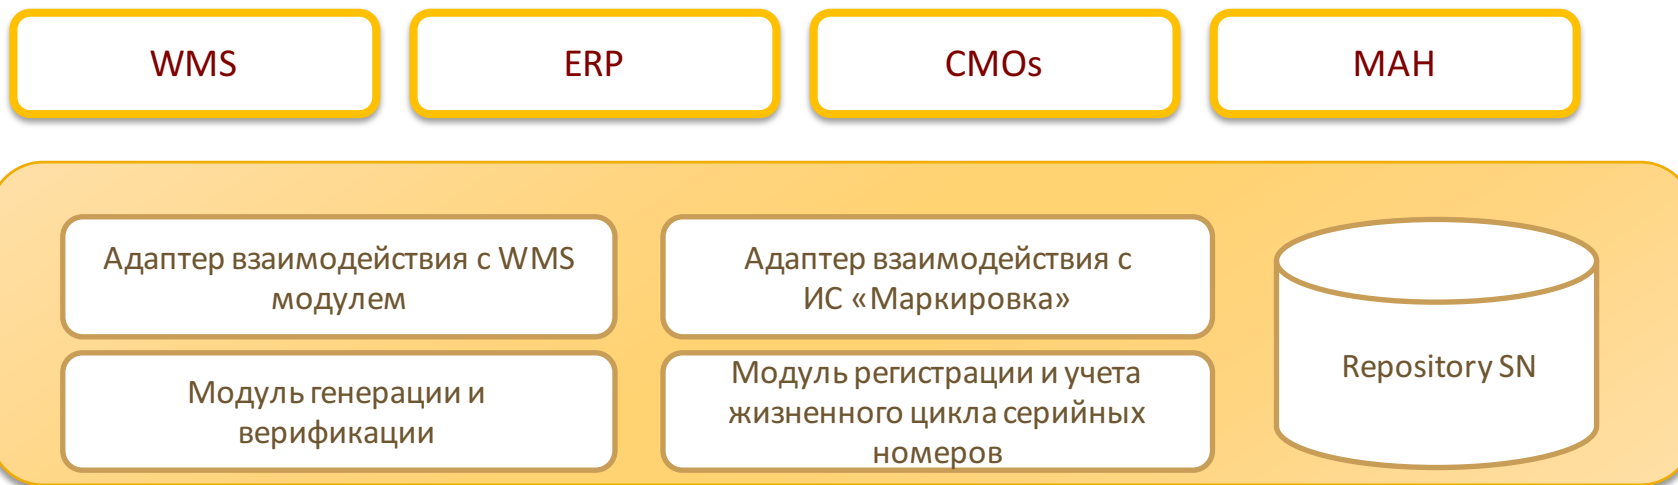 WMS
ERP
CMOs
MAH
Адаптер взаимодействия с WMS
модулем
Адаптер взаимодействия с
ИС «Маркировка»
Модуль генерации и
верификации
Модуль регистрации и учета
жизненного цикла серийных
номеров
Repository SN